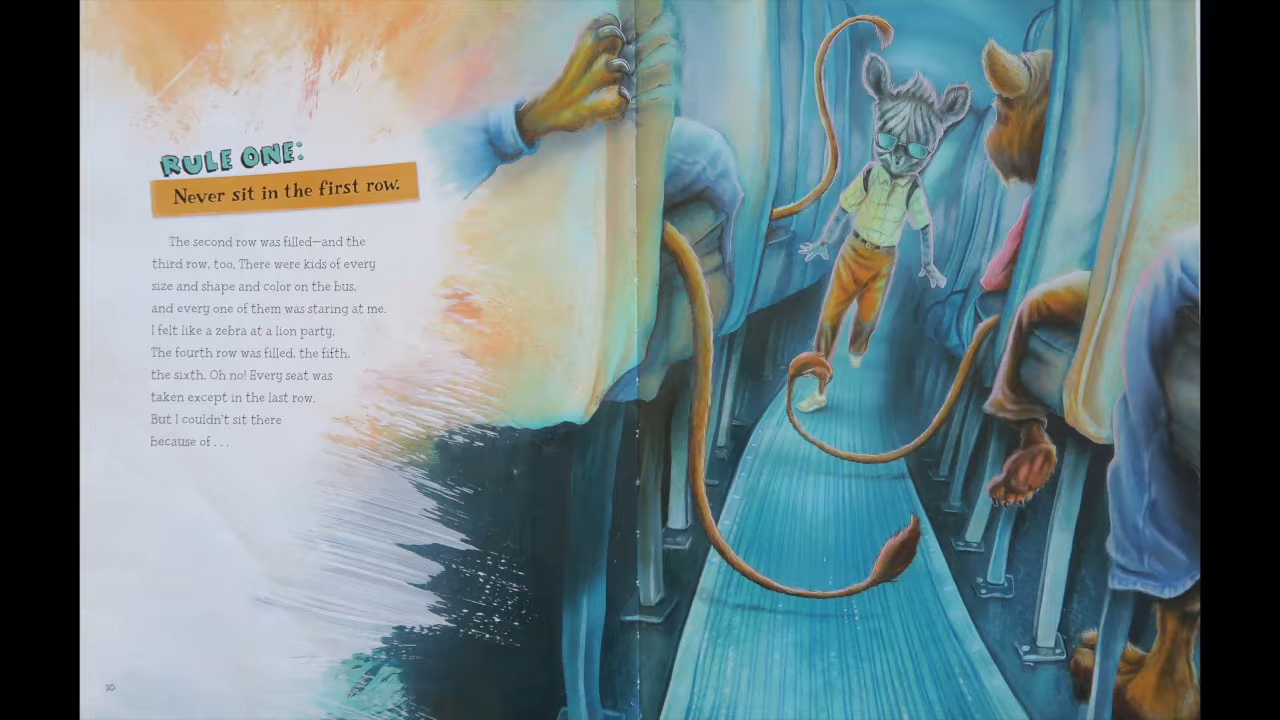 RULE ONE:
Never sit in the first row.
The second row was filled—and the
third row, too. There were kids of every
size and shape and color on the bus,
and every one of them was staring at me.
I felt like a zebra at a lion party.
The fourth row was filled, the fifth,
the sixth. Oh no! Every seat was
taken except in the last row.
But I couldn't sit there
because of . . .
10